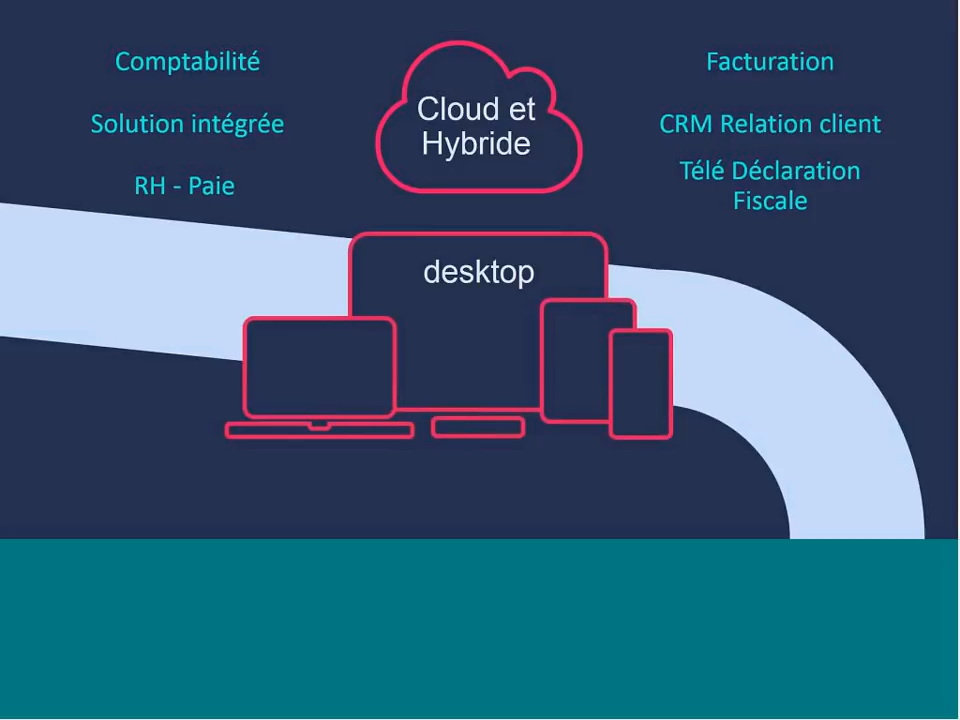 Comptabilité
Solution intégrée
RH - Paie
Cloud et
Hybride
desktop
Facturation
CRM Relation client
Télé Déclaration
Fiscale